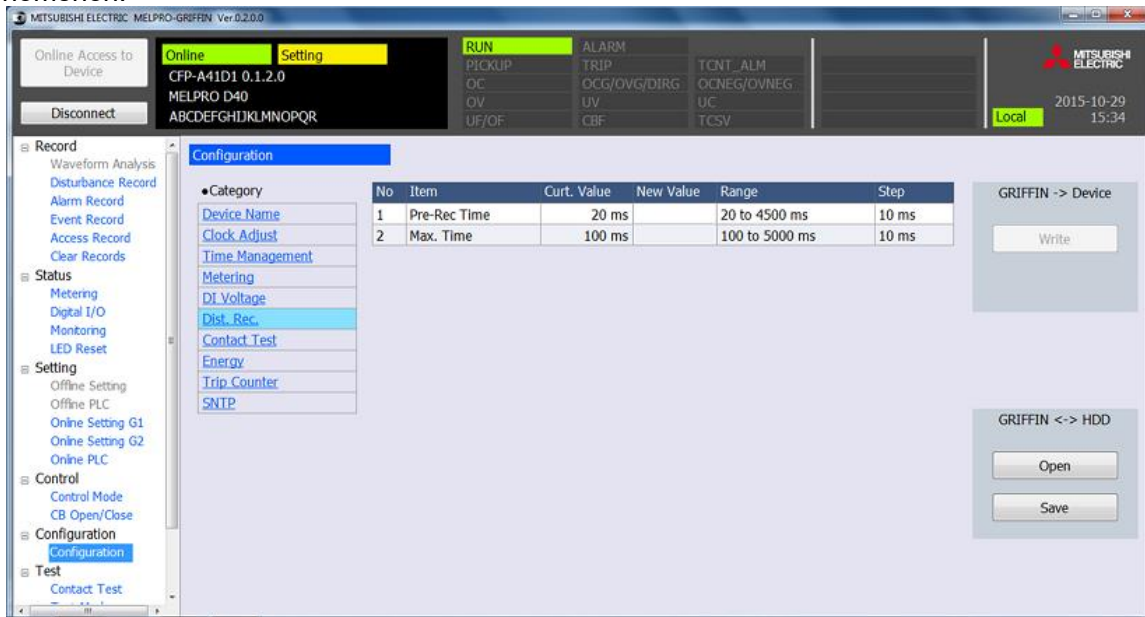 MITSUBISHI ELECTRIC MELPRO-GRIFFIN Ver.0.2.0.0
Online Access to
Device
Disconnect
Online Setting
CFP-A41D1 0.1.2.0
MELPRO D40
ABCDEFGHIJKLMNOPQR
RUN ALARM
PICKUP TRIP TCNT_ALM
OC OCG/OVG/DIRG OCNEG/OVNEG
OV UV UC
UF/OF CBF TCSV
MITSUBISHI
ELECTRIC
2015-10-29
Local 15:34
Record
Waveform Analysis
Disturbance Record
Alarm Record
Event Record
Access Record
Clear Records
Status
Metering
Digital I/O
Monitoring
LED Reset
Setting
Offline Setting
Offline PLC
Online Setting G1
Online Setting G2
Online PLC
Control
Control Mode
CB Open/Close
Configuration
Configuration
Test
Contact Test
Configuration
●Category
Device Name
Clock Adjust
Time Management
Metering
DI Voltage
Dist. Rec.
Contact Test
Energy
Trip Counter
SNTP
No Item Curt. Value New Value Range Step
1 Pre-Rec Time 20 ms 20 to 4500 ms 10 ms
2 Max. Time 100 ms 100 to 5000 ms 10 ms
GRIFFIN -> Device
Write
GRIFFIN <-> HDD
Open
Save